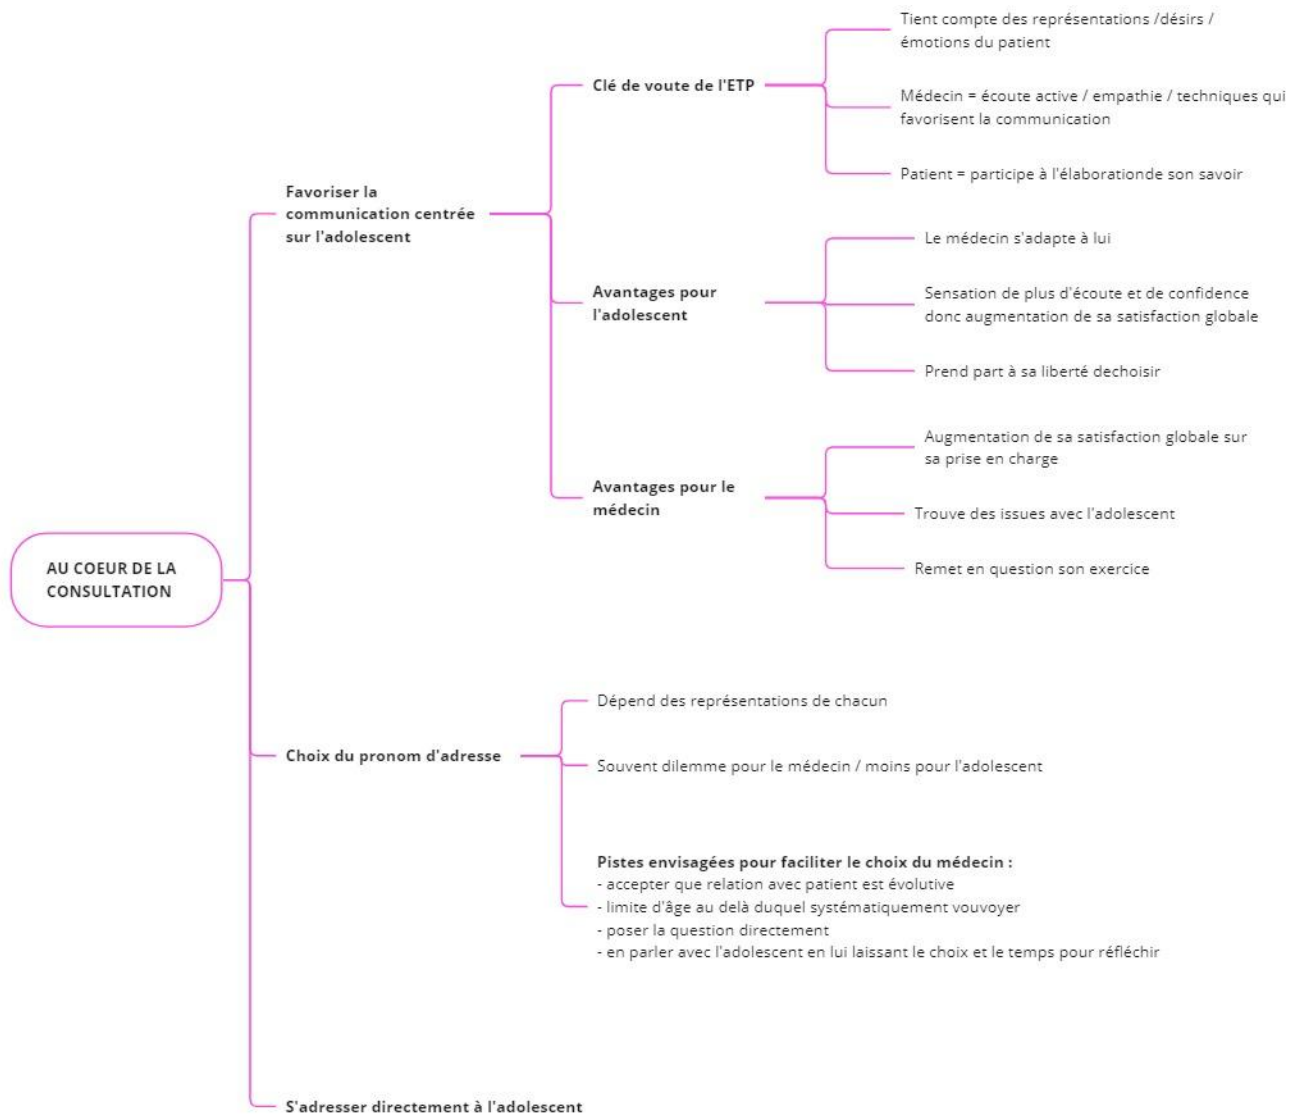 AU COEUR DE LA
CONSULTATION
Favoriser la
communication centrée
sur l'adolescent
Clé de voute de l'ETP
Tient compte des représentations /désirs /
émotions du patient
Médecin = écoute active / empathie / techniques qui
favorisent la communication
Patient = participe à l'élaborationde son savoir
Avantages pour
l'adolescent
Le médecin s'adapte à lui
Sensation de plus d'écoute et de confidence
donc augmentation de sa satisfaction globale
Prend part à sa liberté dechoisir
Avantages pour le
médecin
Augmentation de sa satisfaction globale sur
sa prise en charge
Trouve des issues avec l'adolescent
Remet en question son exercice
Choix du pronom d'adresse
Dépend des représentations de chacun
Souvent dilemme pour le médecin / moins pour l'adolescent
Pistes envisagées pour faciliter le choix du médecin :
- accepter que relation avec patient est évolutive
- limite d'âge au delà duquel systématiquement vouvoyer
- poser la question directement
- en parler avec l'adolescent en lui laissant le choix et le temps pour réfléchir
S'adresser directement à l'adolescent